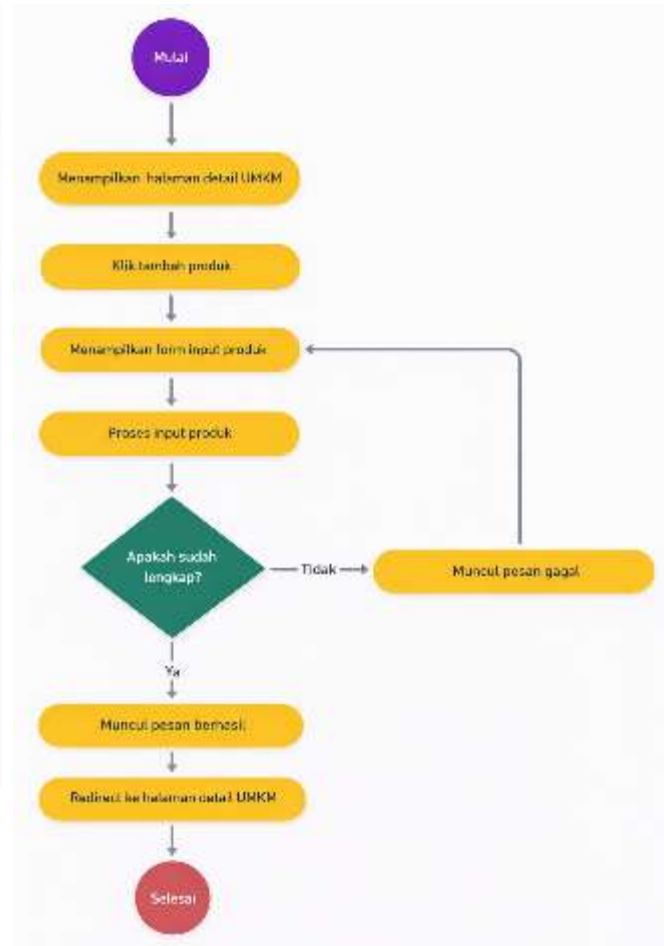 Mulai
Menampilkan halaman detail UMKM
Klik tambah produk
Menampilkan form input produk
Proses input produk
Apakah sudah
lengkap?
Tidak
Muncul pesan gagal
Ya
Muncul pesan berhasil
Redirect ke halaman detail UMKM
Selesai